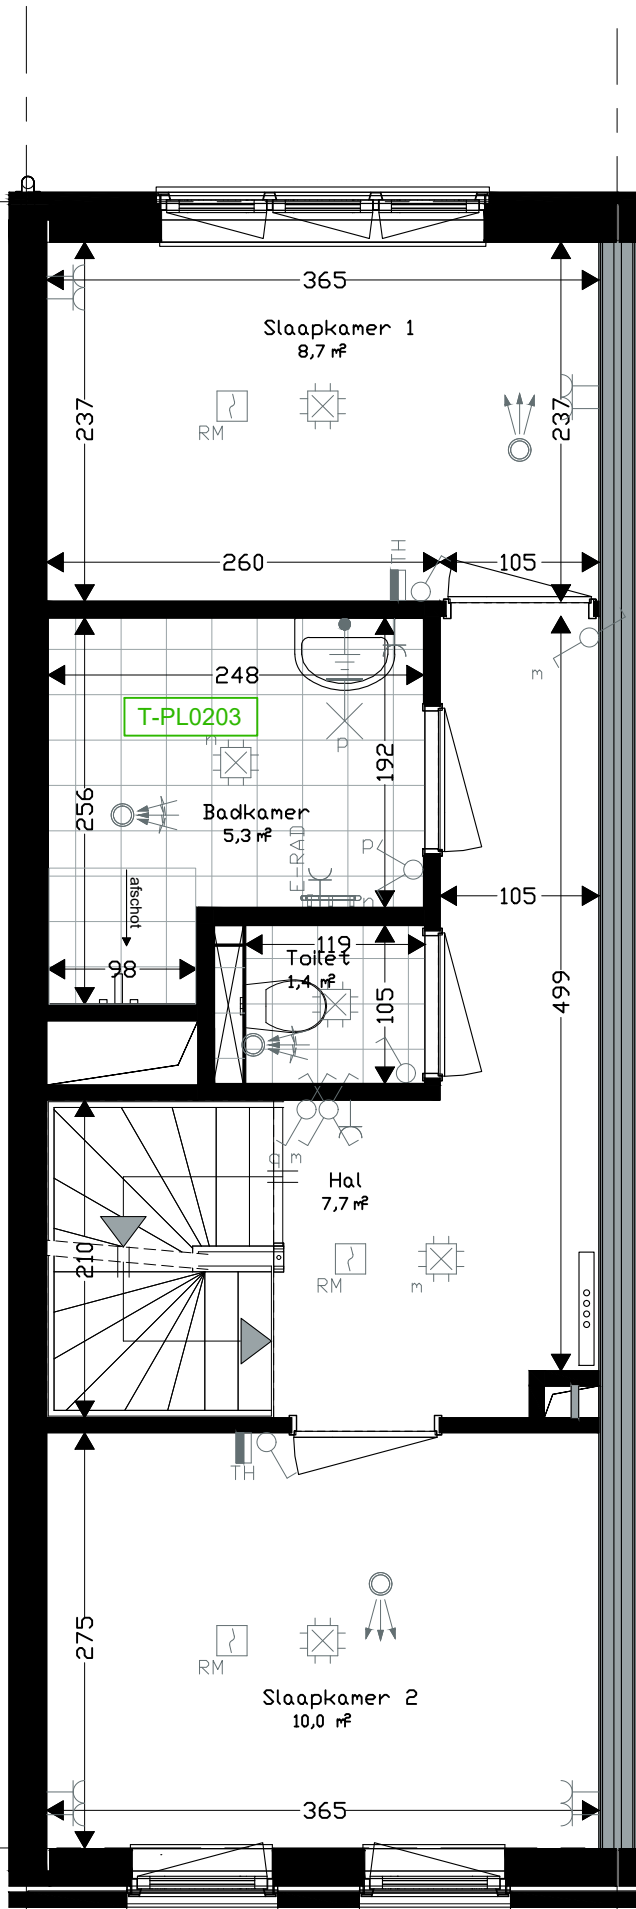 365
Slaapkamer 1
8,7 m²
237
237
RM
260
TH
105
m
248
T-PL0203
n
p
192
256
Badkamer
5,3 m²
E-RAD
p
n
afschot
105
98
119
Toilet
1,4 m²
105
499
q m
Hal
7,7 m²
210
RM
m
TH
275
RM
Slaapkamer 2
10,0 m²
365